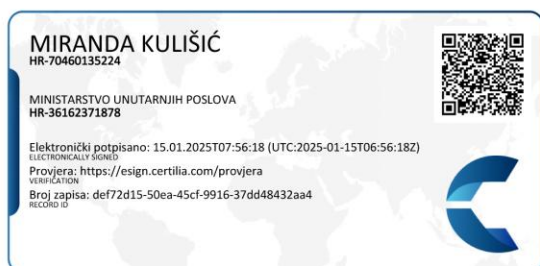 MIRANDA KULIŠIĆ
HR-70460135224
MINISTARSTVO UNUTARNJIH POSLOVA
HR-36162371878
Elektronički potpisano: 15.01.2025T07:56:18 (UTC:2025-01-15T06:56:18Z)
ELECTRONICALLY SIGNED
Provjera: https://esign.certilia.com/provjera
VERIFICATION
Broj zapisa: def72d15-50ea-45cf-9916-37dd48432aa4
RECORD ID